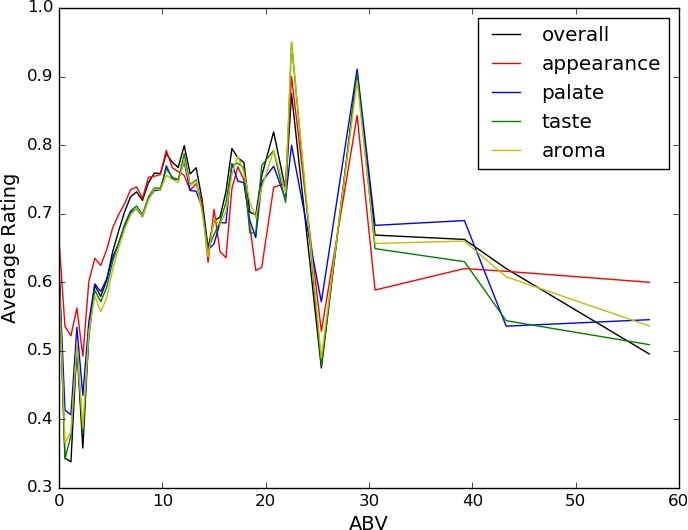 1.0
0.9
0.8
0.7
0.6
0.5
0.4
0.3
Average Rating
overall
appearance
palate
taste
aroma
0 10 20 30 40 50 60
ABV